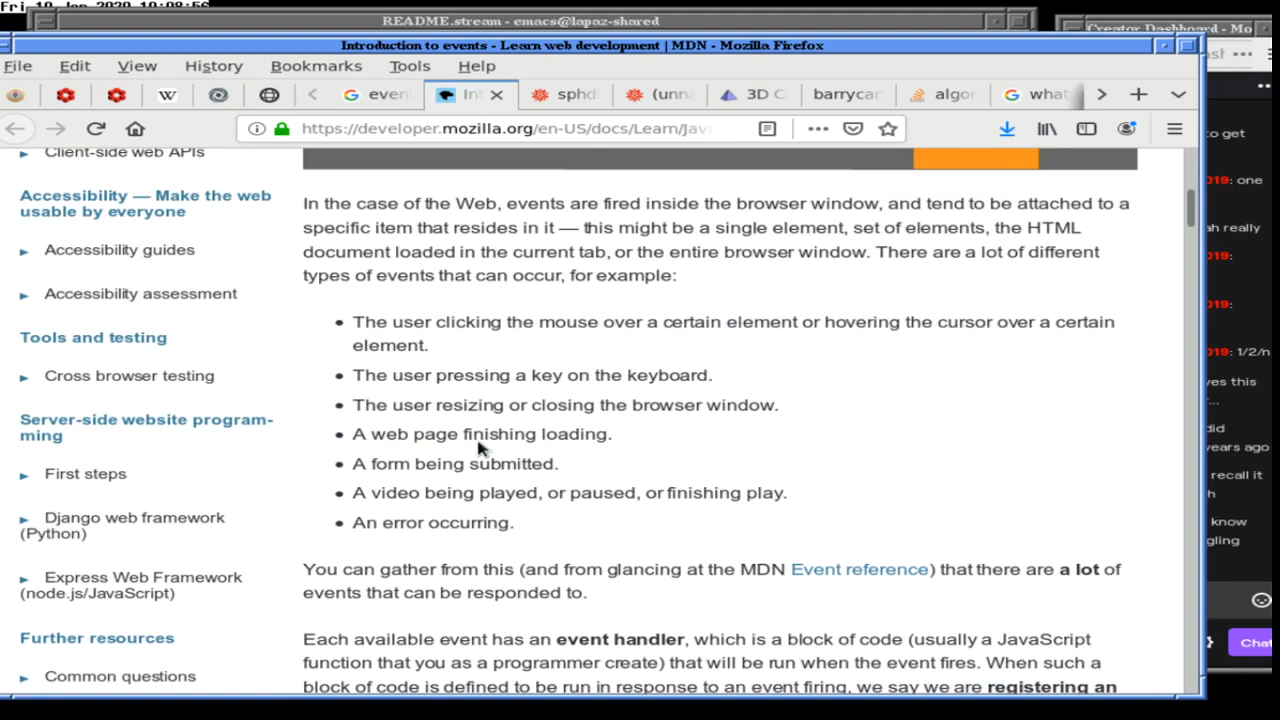 Fri 10 Jan 2020 10:08:56
README.stream - emacs@lapaz-shared
Creator Dashboard - Mo
Introduction to events - Learn web development | MDN - Mozilla Firefox
File Edit View History Bookmarks Tools Help
W
even
Int
sphd
(unna
3D C
barrycar
algor
what
https://developer.mozilla.org/en-US/docs/Learn/Jav
Client-side web APIs
Accessibility — Make the web
usable by everyone
Accessibility guides
Accessibility assessment
Tools and testing
Cross browser testing
Server-side website program-
ming
First steps
Django web framework
(Python)
Express Web Framework
(node.js/JavaScript)
Further resources
Common questions
In the case of the Web, events are fired inside the browser window, and tend to be attached to a
specific item that resides in it — this might be a single element, set of elements, the HTML
document loaded in the current tab, or the entire browser window. There are a lot of different
types of events that can occur, for example:
• The user clicking the mouse over a certain element or hovering the cursor over a certain
element.
• The user pressing a key on the keyboard.
• The user resizing or closing the browser window.
• A web page finishing loading.
• A form being submitted.
• A video being played, or paused, or finishing play.
• An error occurring.
You can gather from this (and from glancing at the MDN Event reference) that there are a lot of
events that can be responded to.
Each available event has an event handler, which is a block of code (usually a JavaScript
function that you as a programmer create) that will be run when the event fires. When such a
block of code is defined to be run in response to an event firing, we say we are registering an
to get
019: one
ah really
019:
019:
019: 1/2/n
yes this
...
did
years ago
recall it
h
know
gling
Chat